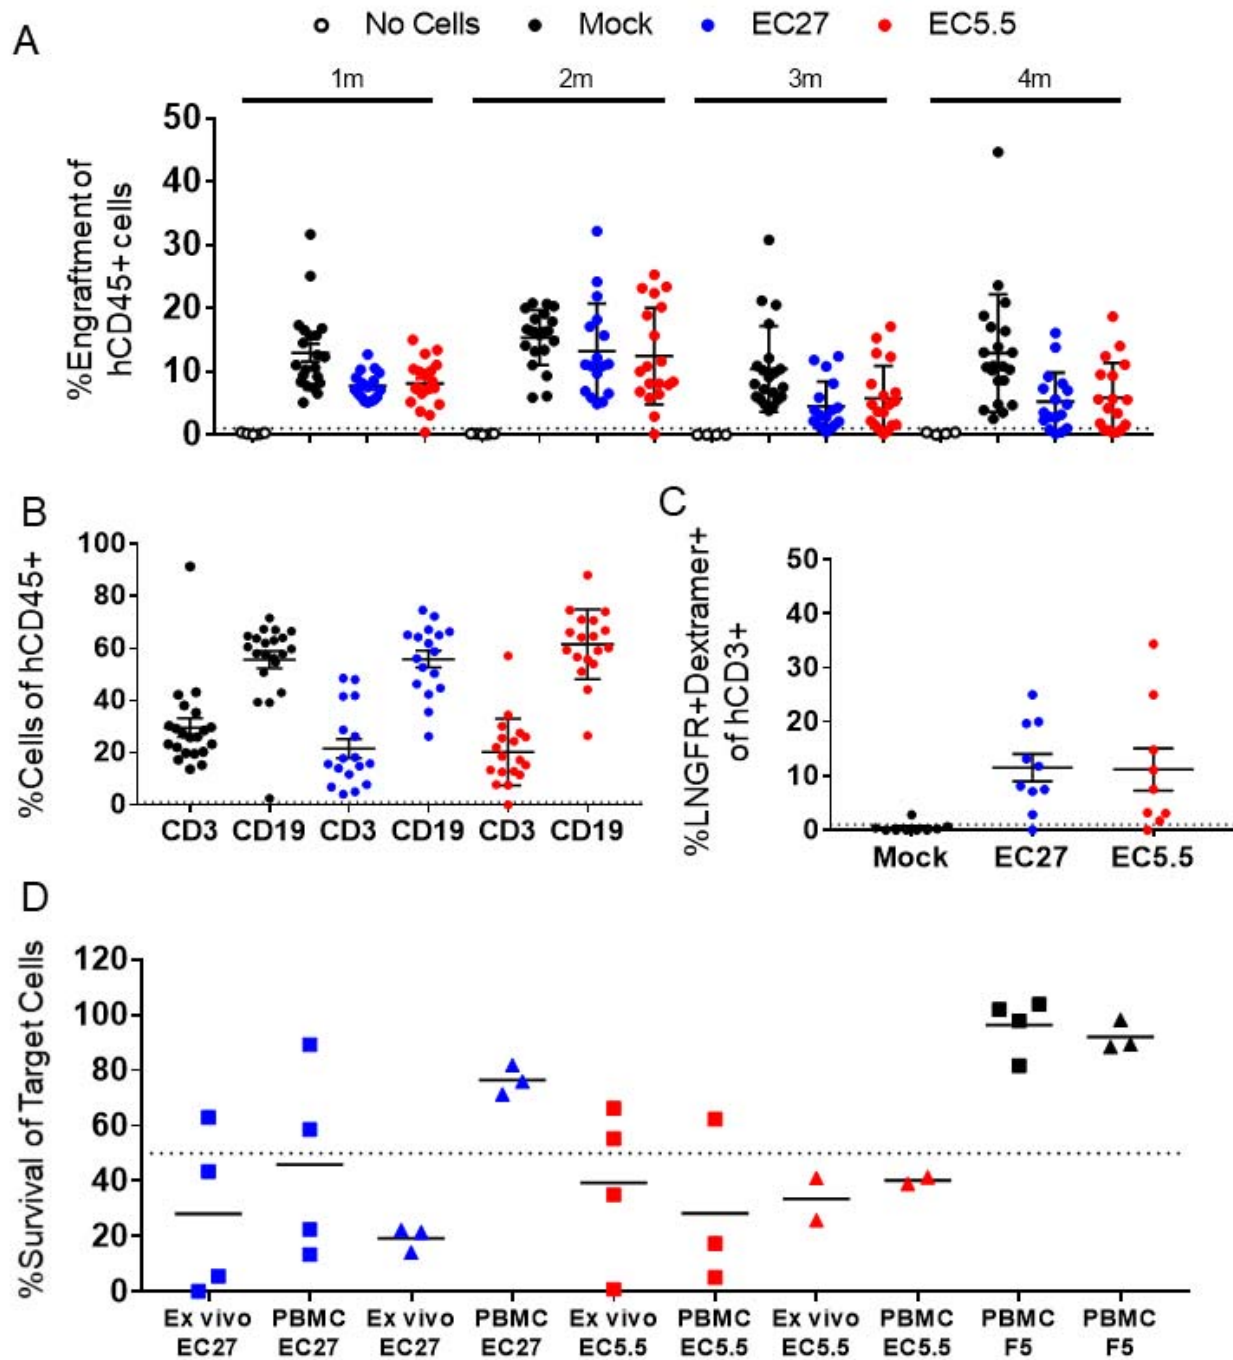 A
No Cells Mock EC27 EC5.5
1m 2m 3m 4m
%Engraftment of
hCD45+ cells
50
40
30
20
10
0
B
%Cells of hCD45+
100
80
60
40
20
0
CD3 CD19 CD3 CD19 CD3 CD19
C
%LNGFR+Dextramer+
of hCD3+
50
40
30
20
10
0
Mock EC27 EC5.5
D
%Survival of Target Cells
120
100
80
60
40
20
0
Ex vivo PBMC Ex vivo PBMC Ex vivo PBMC Ex vivo PBMC PBMC PBMC
EC27 EC27 EC27 EC27 EC5.5 EC5.5 EC5.5 EC5.5 F5 F5